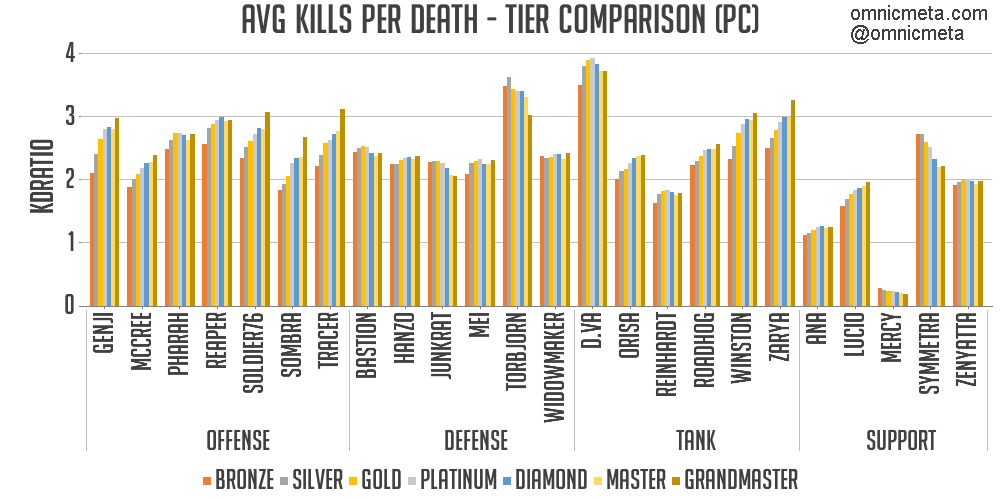 AVG KILLS PER DEATH - TIER COMPARISON (PC)
omnicmeta.com
@omnicmeta
KDRATIO
4
3
2
1
0
GENJI
MCCREE
PHARAH
REAPER
SOLDIER76
SOMBRA
TRACER
BASTION
HANZO
JUNKRAT
MEI
TORBJORN
WIDOWMAKER
D.VA
ORISA
REINHARDT
ROADHOG
WINSTON
ZARYA
ANA
LUCIO
MERCY
SYMMETRA
ZENYATTA
OFFENSE
DEFENSE
TANK
SUPPORT
BRONZE SILVER GOLD PLATINUM DIAMOND MASTER GRANDMASTER